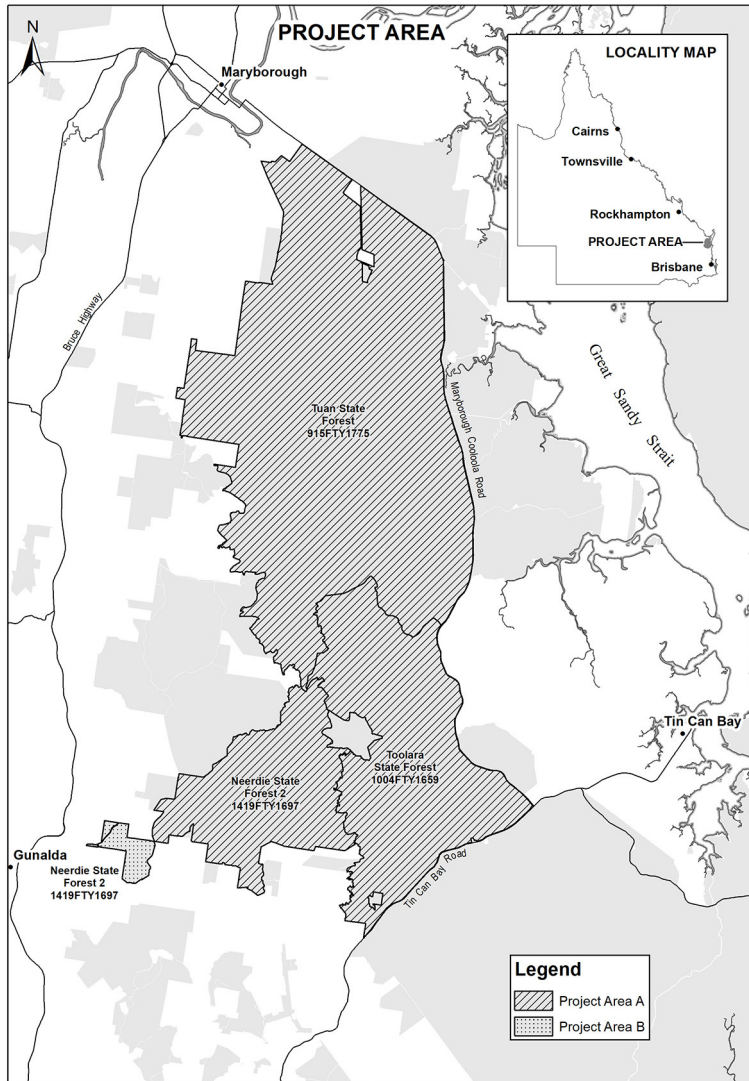 PROJECT AREA
N
Maryborough
LOCALITY MAP
Cairns
Townsville
Rockhampton
PROJECT AREA
Brisbane
Bruce Highway
Great Sandy Strait
Tuan State
Forest
915FTY1775
Maryborough Cooloola Road
Tin Can Bay
Toolara
State Forest
1004FTY1659
Neerdie State
Forest 2
1419FTY1697
Gunalda
Neerdie State
Forest 2
1419FTY1697
Tin Can Bay Road
Legend
Project Area A
Project Area B